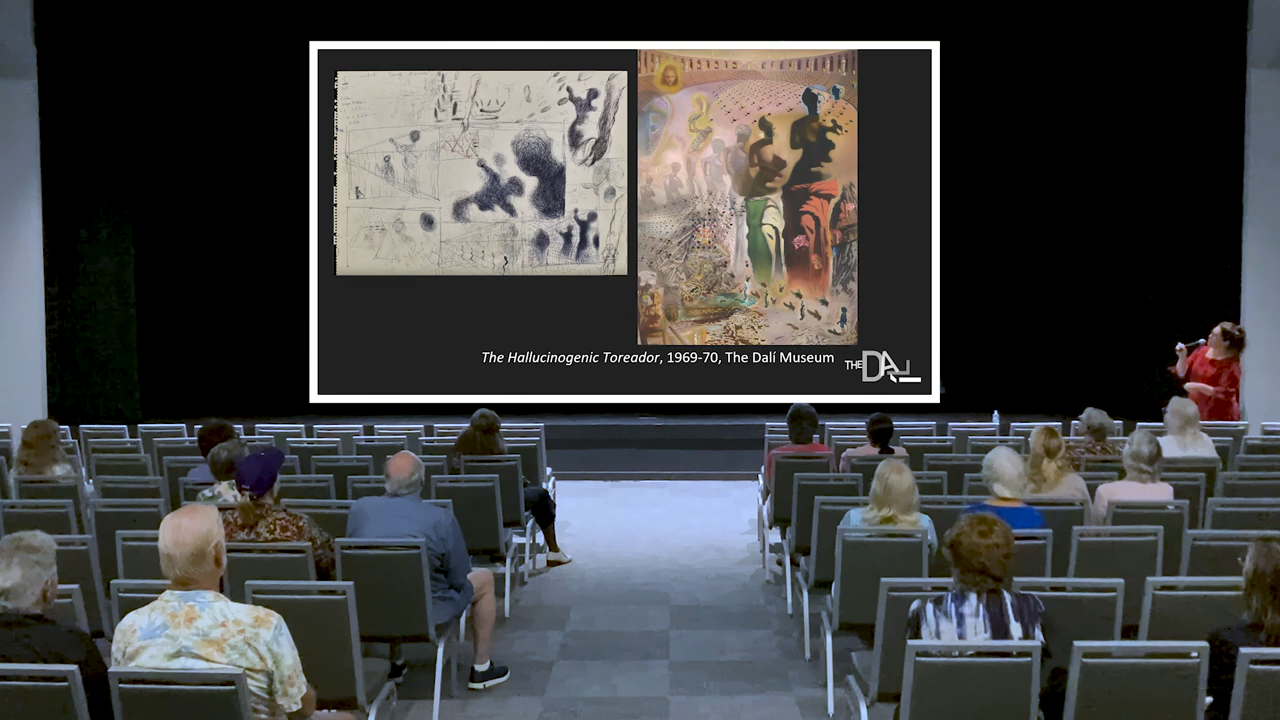 The Hallucinogenic Toreador, 1969-70, The Dalí Museum
THE DALÍ